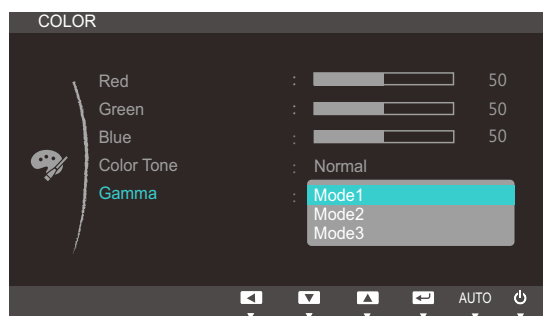 COLOR
Red : 50
Green : 50
Blue : 50
Color Tone : Normal
Gamma : Mode1
Mode2
Mode3
AUTO